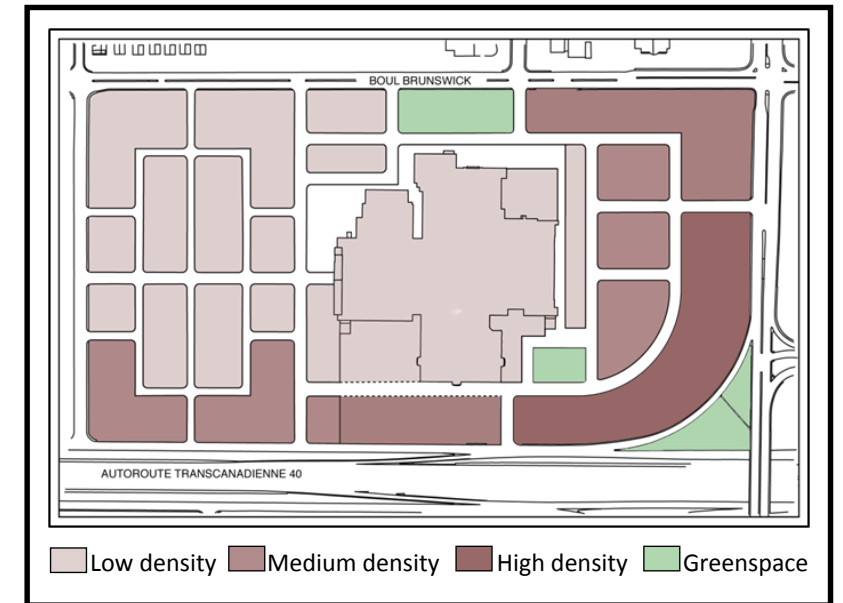 BOUL BRUNSWICK
AUTOROUTE TRANSCANADIENNE 40
Low density Medium density High density Greenspace